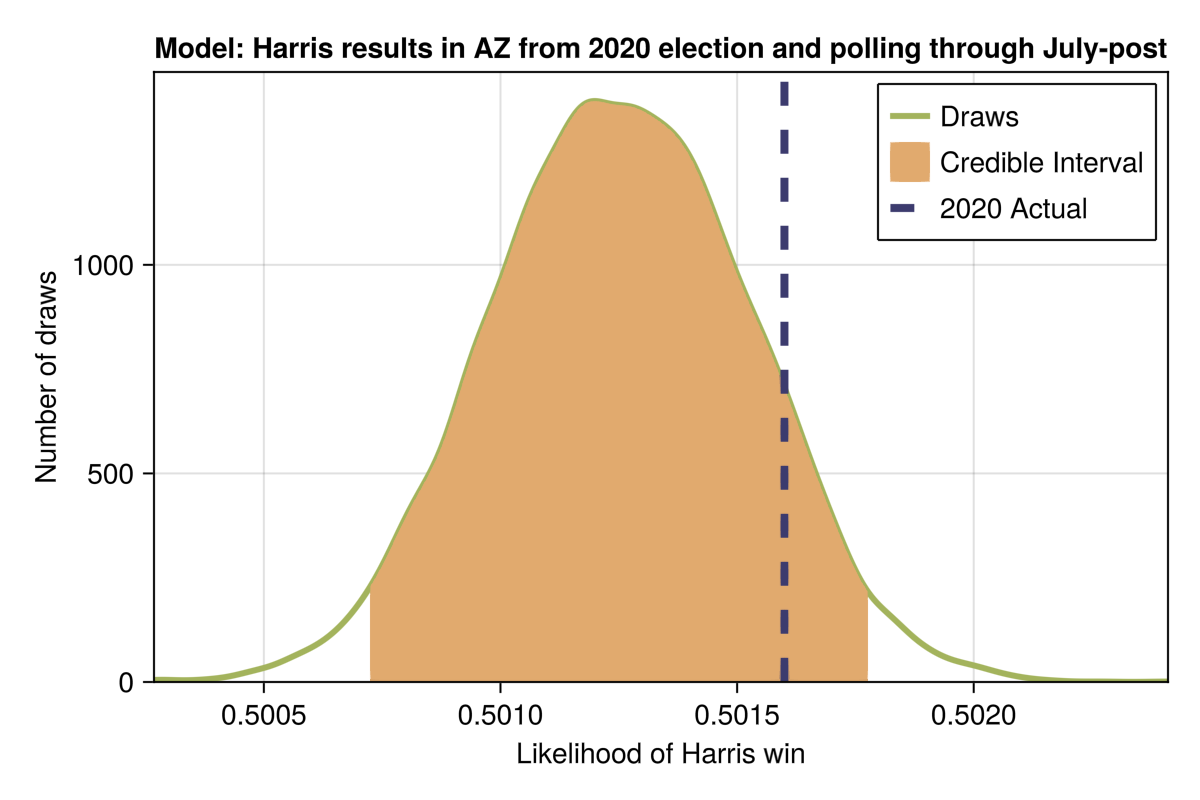 Model: Harris results in AZ from 2020 election and polling through July-post
Draws
Credible Interval
2020 Actual
Number of draws
1000
500
0
0.5005
0.5010
0.5015
0.5020
Likelihood of Harris win